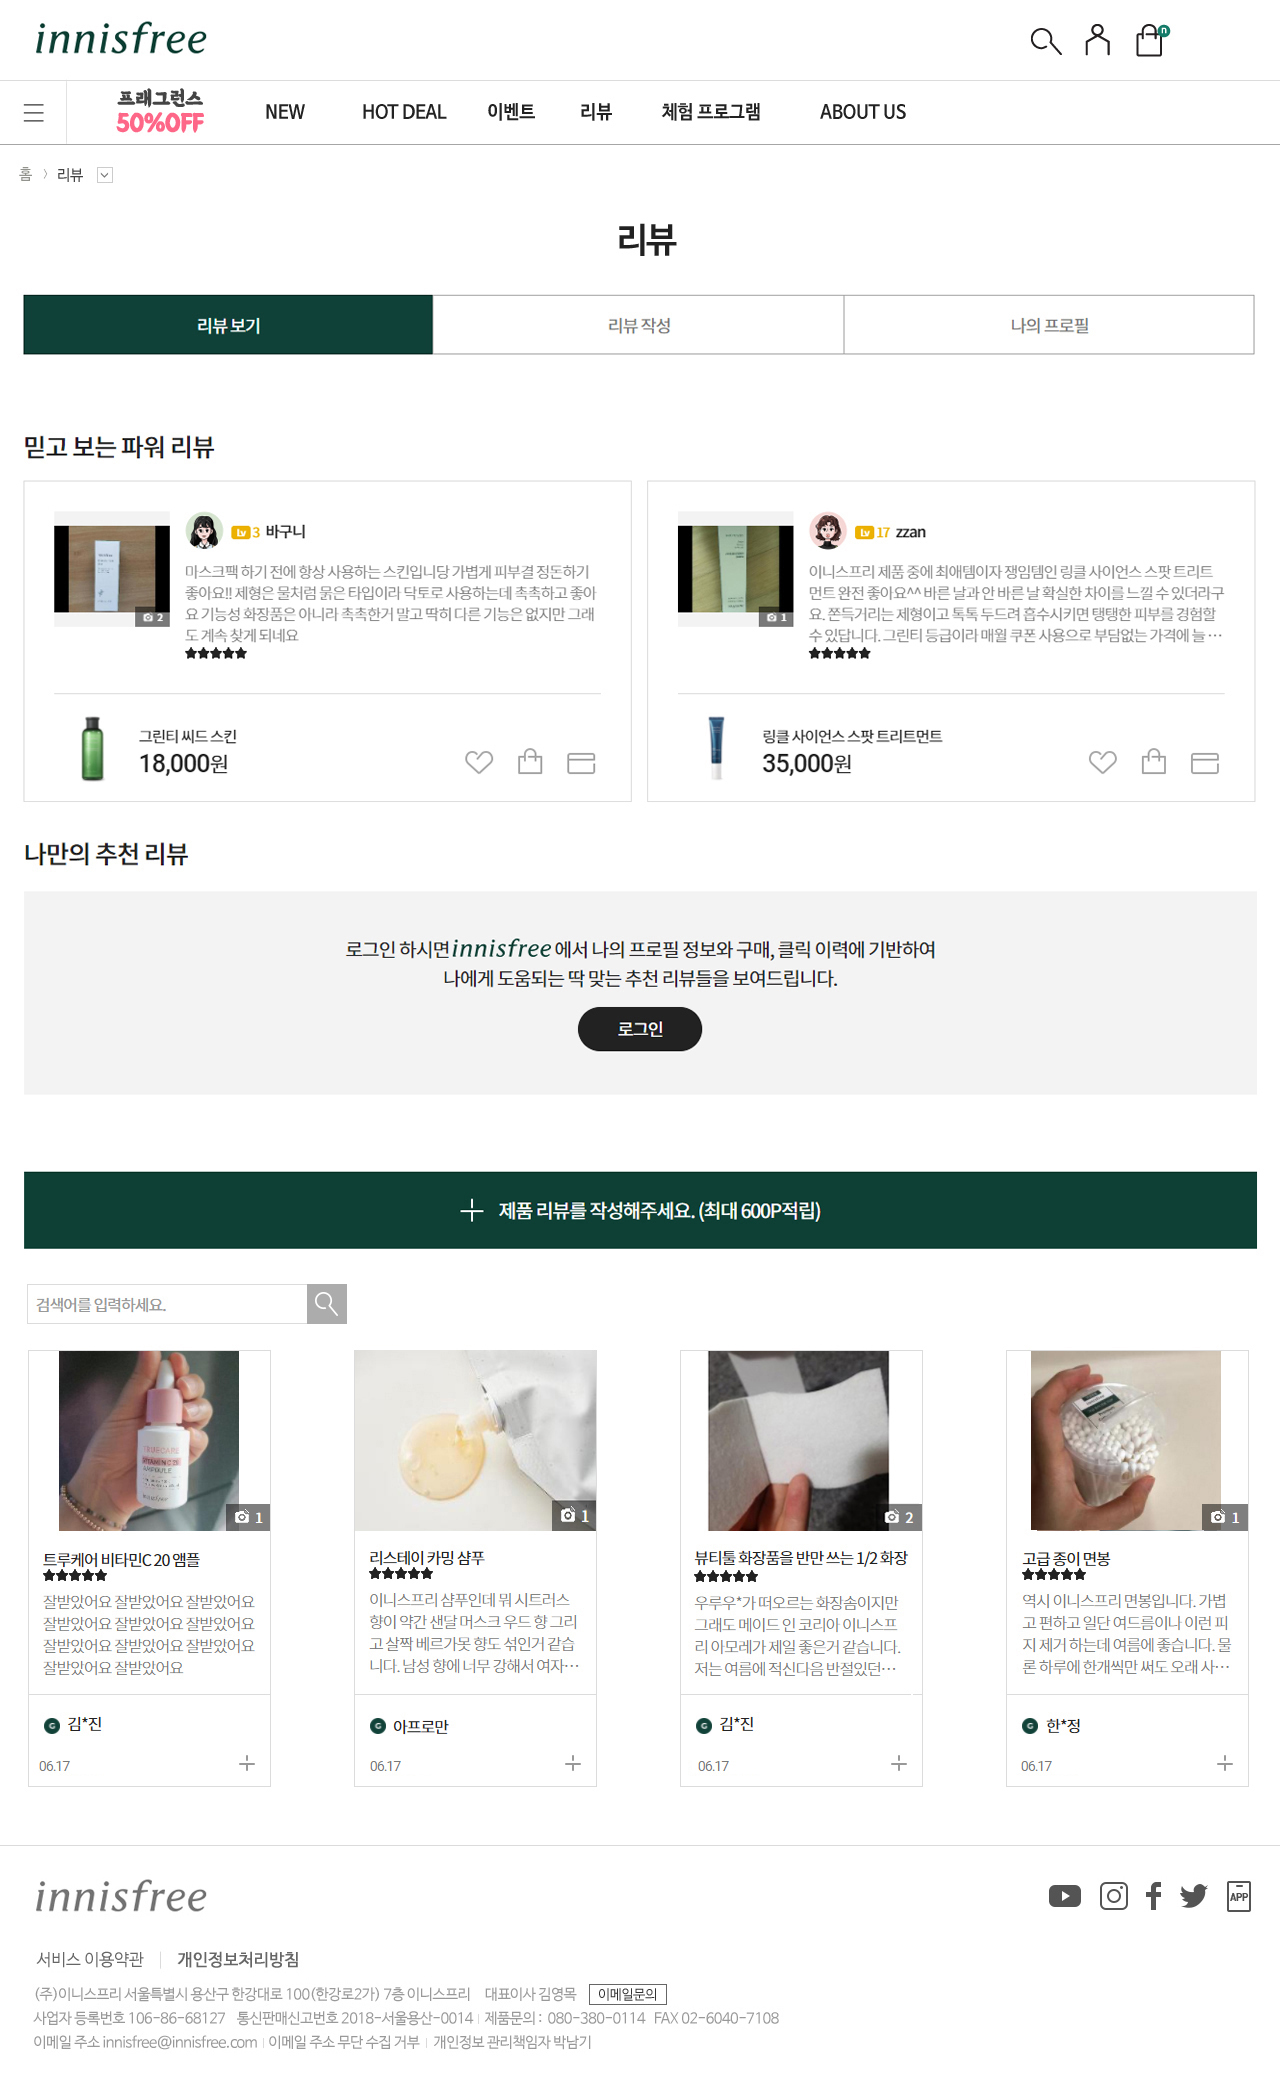 innisfree
n
프래그런스
50%OFF
NEW
HOT DEAL
이벤트
리뷰
체험 프로그램
ABOUT US
홈 > 리뷰
리뷰
리뷰 보기
리뷰 작성
나의 프로필
믿고 보는 파워 리뷰
Lv 3 바구니
마스크팩 하기 전에 항상 사용하는 스킨입니당 가볍게 피부결 정돈하기
좋아요!! 제형은 물처럼 묽은 타입이라 닥토로 사용하는데 촉촉하고 좋아
요 기능성 화장품은 아니라 촉촉한거 말고 딱히 다른 기능은 없지만 그래
도 계속 찾게 되네요
2
그린티 씨드 스킨
18,000원
Lv 17 zzan
이니스프리 제품 중에 최애템이자 쟁임템인 링클 사이언스 스팟 트리트
먼트 완전 좋아요^^ 바른 날과 안 바른 날 확실한 차이를 느낄 수 있더라구
요. 쫀득거리는 제형이고 톡톡 두드려 흡수시키면 탱탱한 피부를 경험할
수 있답니다. 그린티 등급이라 매월 쿠폰 사용으로 부담없는 가격에 늘 …
1
링클 사이언스 스팟 트리트먼트
35,000원
나만의 추천 리뷰
로그인 하시면 innisfree 에서 나의 프로필 정보와 구매, 클릭 이력에 기반하여
나에게 도움되는 딱 맞는 추천 리뷰들을 보여드립니다.
로그인
제품 리뷰를 작성해주세요. (최대 600P적립)
검색어를 입력하세요.
1
트루케어 비타민C 20 앰플
잘받았어요 잘받았어요 잘받았어요
잘받았어요 잘받았어요 잘받았어요
잘받았어요 잘받았어요 잘받았어요
잘받았어요 잘받았어요
G 김*진
06.17
1
리스테이 카밍 샴푸
이니스프리 샴푸인데 뭐 시트러스
향이 약간 샌달 머스크 우드 향 그리
고 살짝 베르가못 향도 섞인거 같습
니다. 남성 향에 너무 강해서 여자…
G 아프로만
06.17
2
뷰티툴 화장품을 반만 쓰는 1/2 화장
우루우*가 떠오르는 화장솜이지만
그래도 메이드 인 코리아 이니스프
리 아모레가 제일 좋은거 같습니다.
저는 여름에 적신다음 반절있던…
G 김*진
06.17
1
고급 종이 면봉
역시 이니스프리 면봉입니다. 가볍
고 편하고 일단 여드름이나 이런 피
지 제거 하는데 여름에 좋습니다. 물
론 하루에 한개씩만 써도 오래 사…
G 한*정
06.17
innisfree
APP
서비스 이용약관
개인정보처리방침
(주)이니스프리 서울특별시 용산구 한강대로 100(한강로2가) 7층 이니스프리 대표이사 김영목 이메일문의
사업자 등록번호 106-86-68127 통신판매신고번호 2018-서울용산-0014 제품문의 : 080-380-0114 FAX 02-6040-7108
이메일 주소 innisfree@innisfree.com 이메일 주소 무단 수집 거부 개인정보 관리책임자 박남기